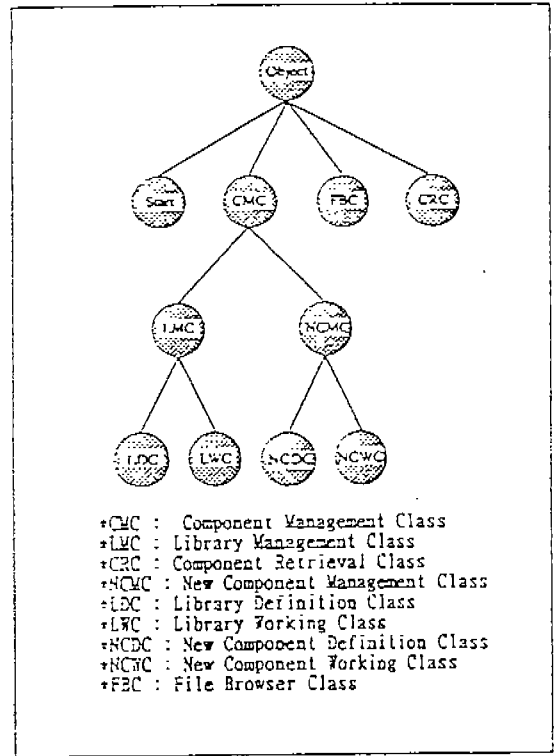 Object
Start CMC FBC CRC
LMC NCMC
LDC LWC NCDC NCWC
*CMC : Component Management Class
*LMC : Library Management Class
*CRC : Component Retrieval Class
*NCMC : New Component Management Class
*LDC : Library Definition Class
*LWC : Library Working Class
*NCDC : New Component Definition Class
*NCWC : New Component Working Class
*FBC : File Browser Class